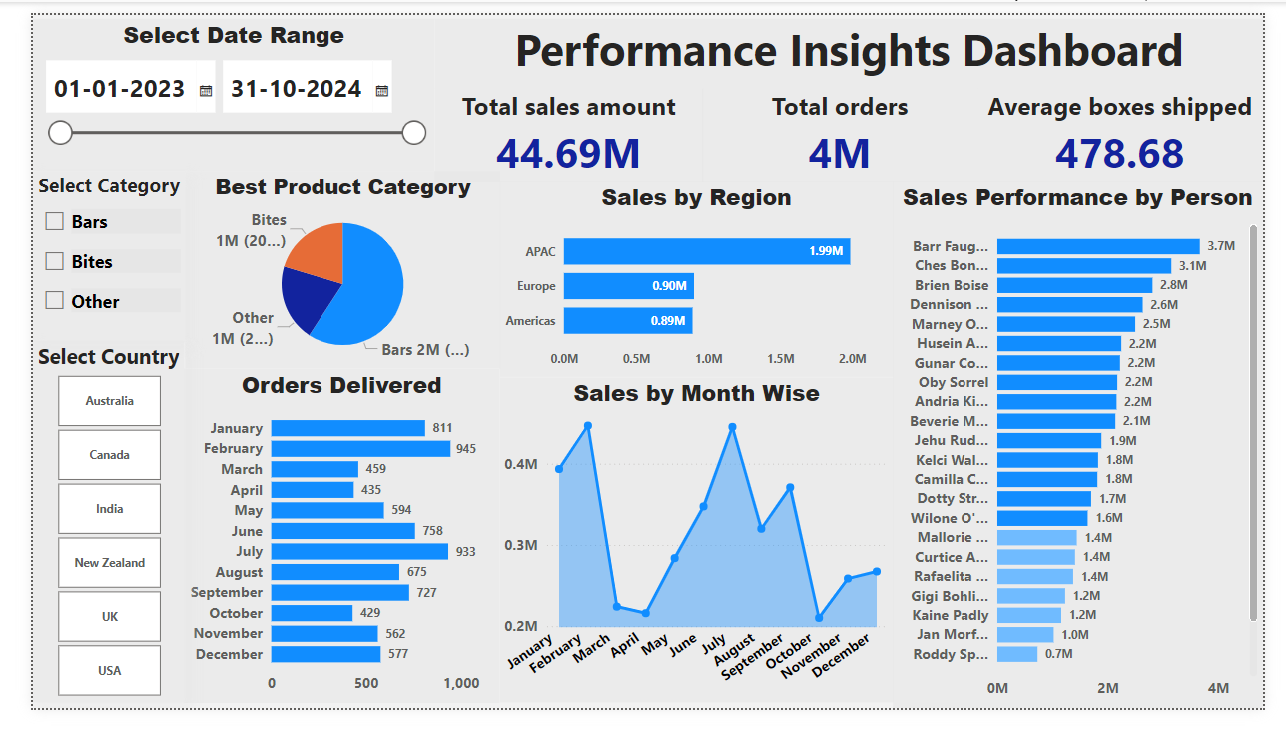 Select Date Range
01-01-2023
31-10-2024
Performance Insights Dashboard
Total sales amount
44.69M
Total orders
4M
Average boxes shipped
478.68
Select Category
Bars
Bites
Other
Select Country
Australia
Canada
India
New Zealand
UK
USA
Best Product Category
Bites
1M (20...)
Other
1M (2...)
Bars 2M (...)
Orders Delivered
January 811
February 945
March 459
April 435
May 594
June 758
July 933
August 675
September 727
October 429
November 562
December 577
0 500 1,000
Sales by Region
APAC 1.99M
Europe 0.90M
Americas 0.89M
0.0M 0.5M 1.0M 1.5M 2.0M
Sales by Month Wise
0.4M
0.3M
0.2M
January
February
March
April
May
June
July
August
September
October
November
December
Sales Performance by Person
Barr Faug... 3.7M
Ches Bon... 3.1M
Brien Boise 2.8M
Dennison ... 2.6M
Marney O... 2.5M
Husein A... 2.2M
Gunar Co... 2.2M
Oby Sorrel 2.2M
Andria Ki... 2.2M
Beverie M... 2.1M
Jehu Rud... 1.9M
Kelci Wal... 1.8M
Camilla C... 1.8M
Dotty Str... 1.7M
Wilone O'... 1.6M
Mallorie ... 1.4M
Curtice A... 1.4M
Rafaelita ... 1.4M
Gigi Bohli... 1.2M
Kaine Padly 1.2M
Jan Morf... 1.0M
Roddy Sp... 0.7M
0M 2M 4M